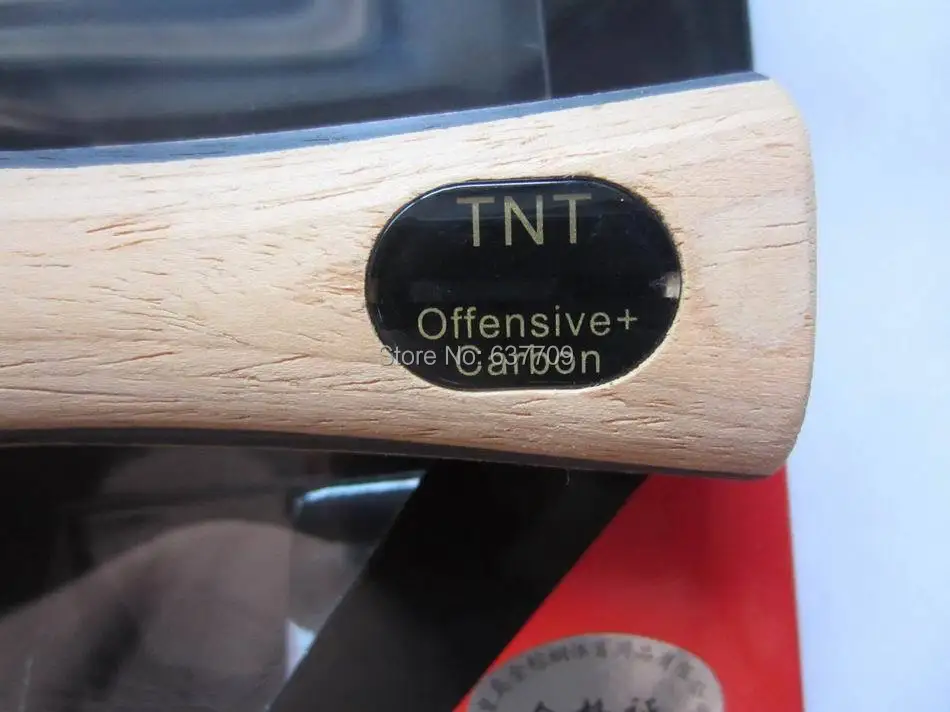 TNT
Offensive+
Carbon
Store No: 637709